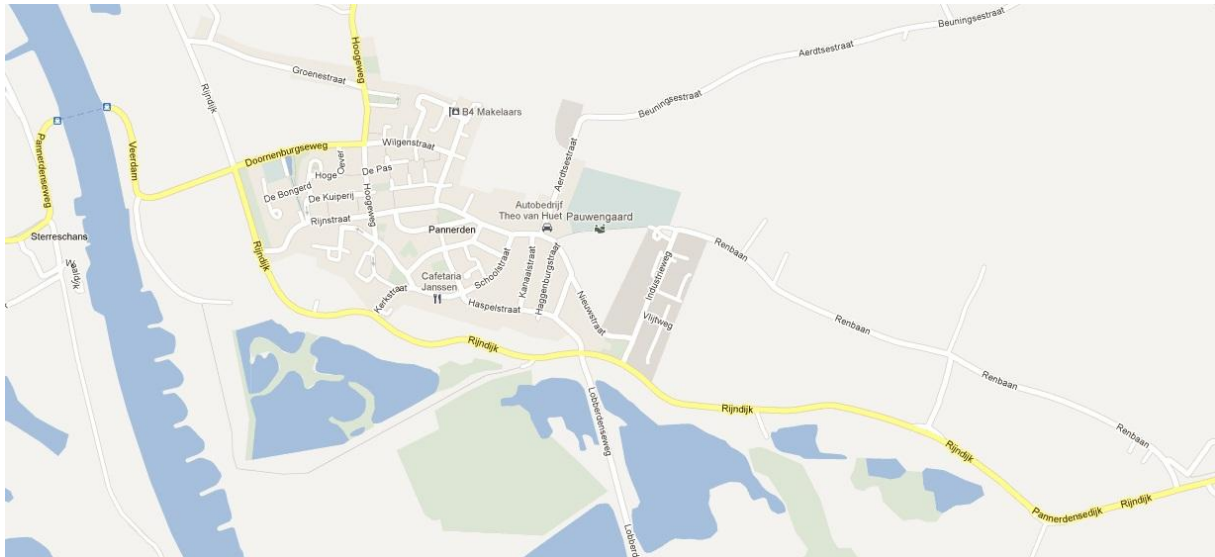 Beuningsestraat
Aerdtsestraat
Hoogeweg
Groenestraat
Rijndijk
B4 Makelaars
Beuningsestraat
Pannerdenseweg
Veerdam
Doornenburgseweg
Wilgenstraat
Aerdtsestraat
Hoge
Oever
De Pas
De Bongerd
De Kuiperij
Hoogeweg
Rijnstraat
Autobedrijf
Theo van Huet
Pauwengaard
Pannerden
Sterreschans
Waaldijk
Rijndijk
Renbaan
Cafetaria
Janssen
Schoolstraat
Kanaalstraat
Haggenburgstraat
Industrieweg
Kerkstraat
Haspelstraat
Nieuwstraat
Vlijtweg
Renbaan
Rijndijk
Renbaan
Lobberdenseweg
Rijndijk
Renbaan
Rijndijk
Pannerdensedijk
Rijndijk
Lobberdenseweg